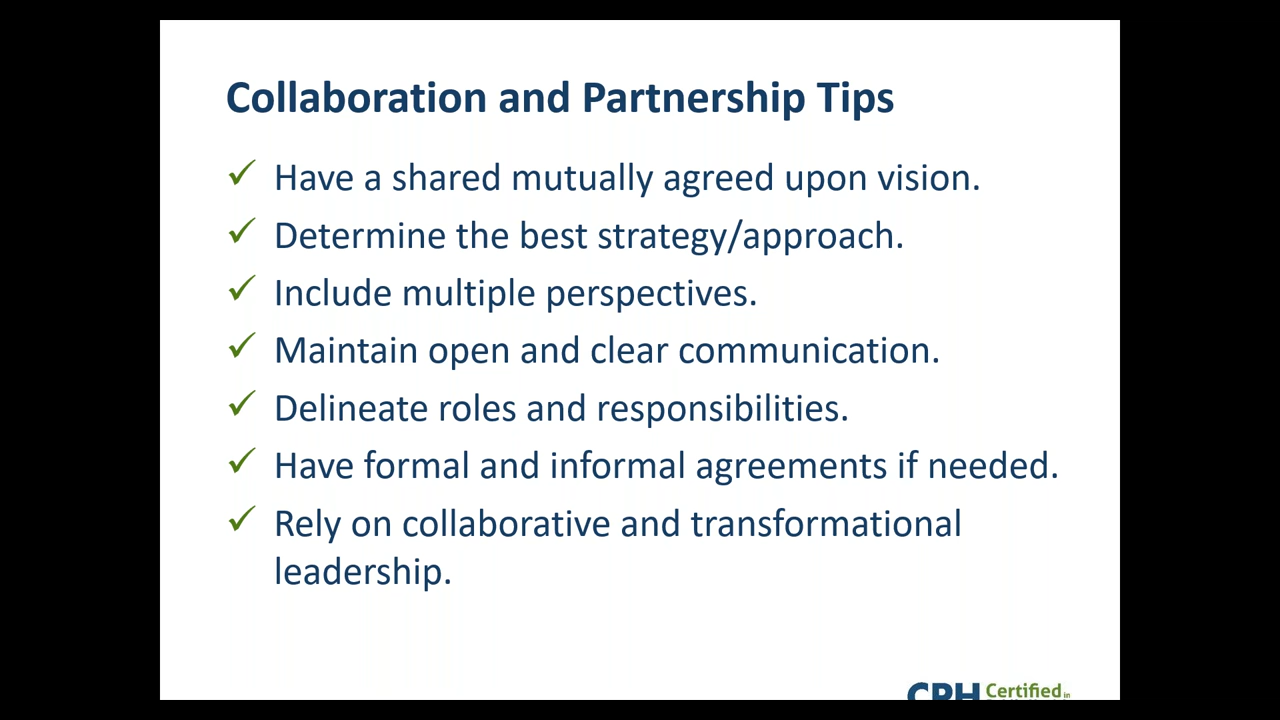 Collaboration and Partnership Tips
✓ Have a shared mutually agreed upon vision.
✓ Determine the best strategy/approach.
✓ Include multiple perspectives.
✓ Maintain open and clear communication.
✓ Delineate roles and responsibilities.
✓ Have formal and informal agreements if needed.
✓ Rely on collaborative and transformational
leadership.
CPH Certified in